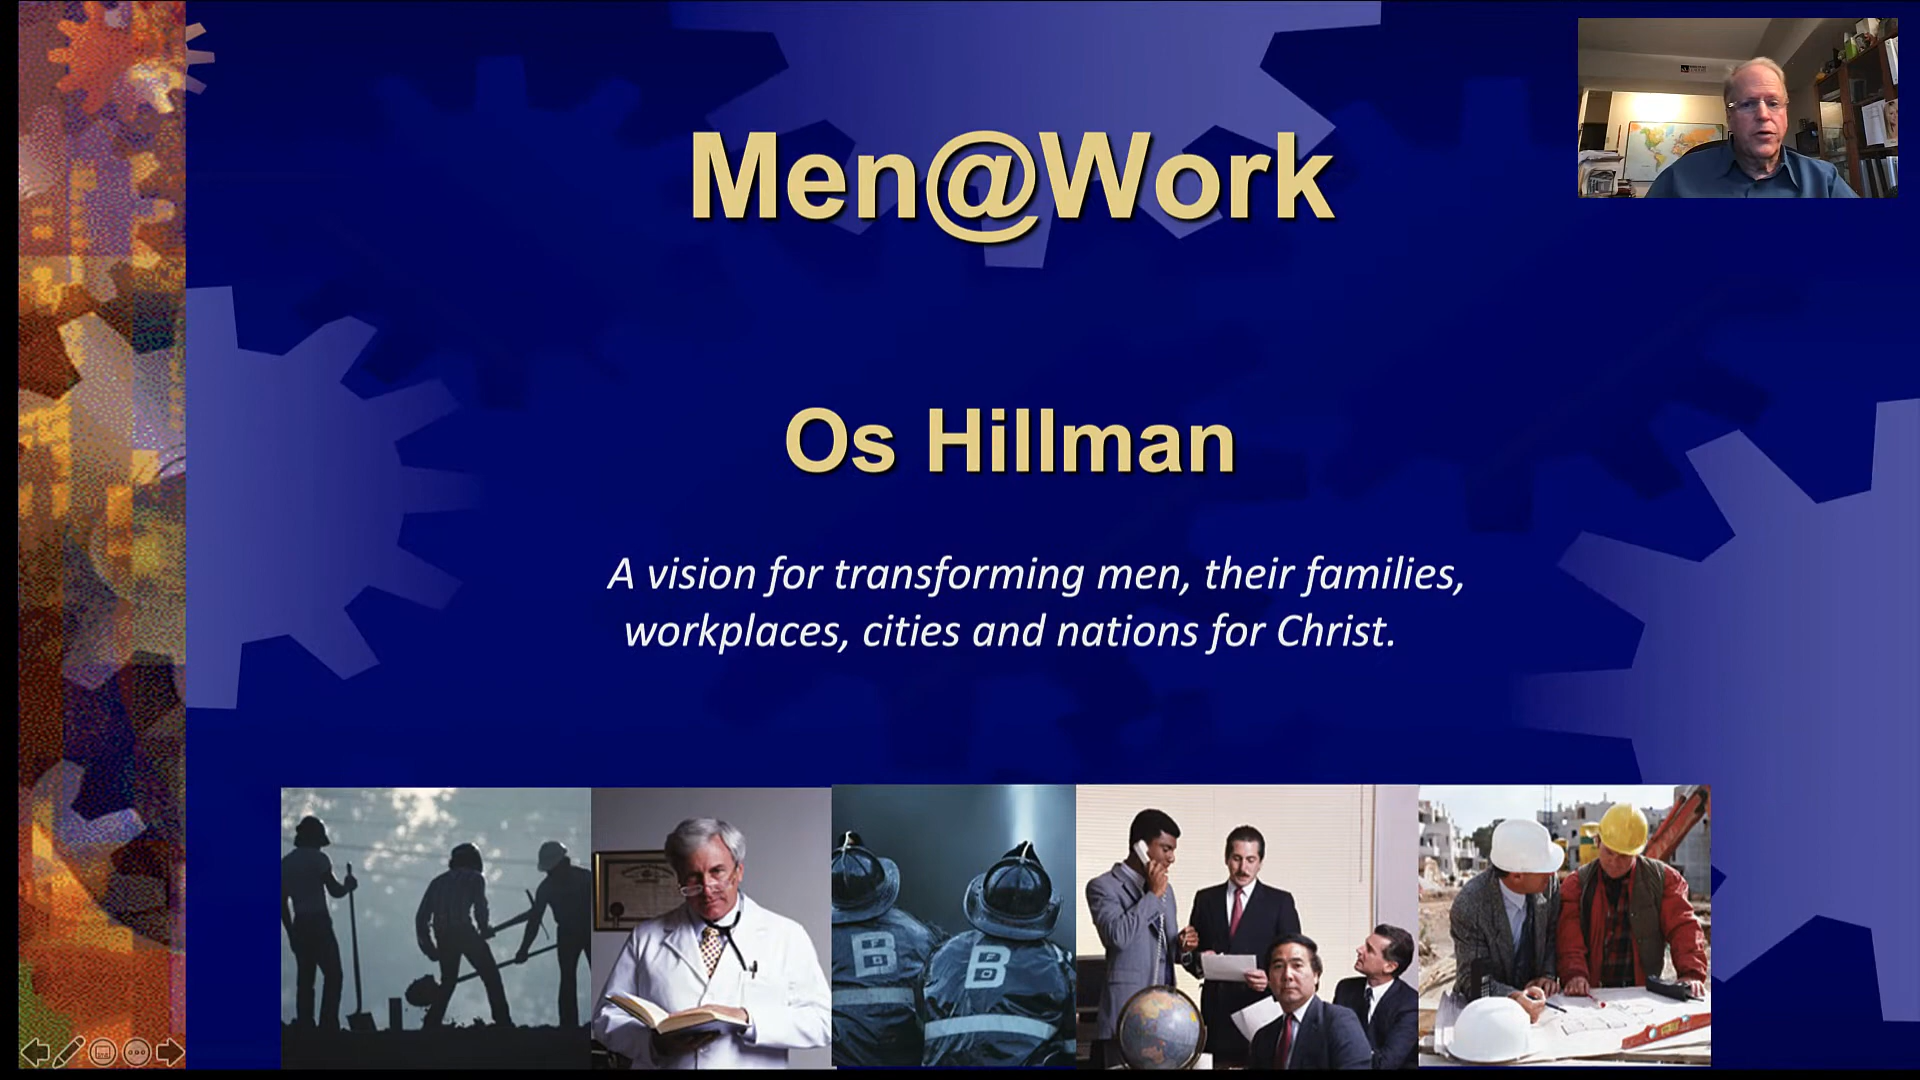 Men@Work
Os Hillman
A vision for transforming men, their families,
workplaces, cities and nations for Christ.
B
B